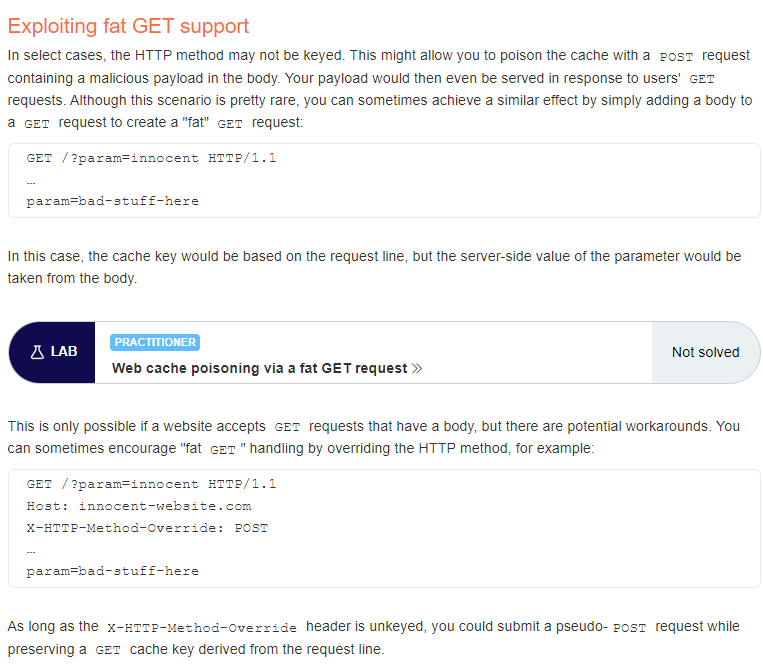 Exploiting fat GET support
In select cases, the HTTP method may not be keyed. This might allow you to poison the cache with a POST request
containing a malicious payload in the body. Your payload would then even be served in response to users' GET
requests. Although this scenario is pretty rare, you can sometimes achieve a similar effect by simply adding a body to
a GET request to create a "fat" GET request:
GET /?param=innocent HTTP/1.1
…
param=bad-stuff-here
In this case, the cache key would be based on the request line, but the server-side value of the parameter would be
taken from the body.
LAB
PRACTITIONER
Web cache poisoning via a fat GET request »
Not solved
This is only possible if a website accepts GET requests that have a body, but there are potential workarounds. You
can sometimes encourage "fat GET " handling by overriding the HTTP method, for example:
GET /?param=innocent HTTP/1.1
Host: innocent-website.com
X-HTTP-Method-Override: POST
…
param=bad-stuff-here
As long as the X-HTTP-Method-Override header is unkeyed, you could submit a pseudo- POST request while
preserving a GET cache key derived from the request line.